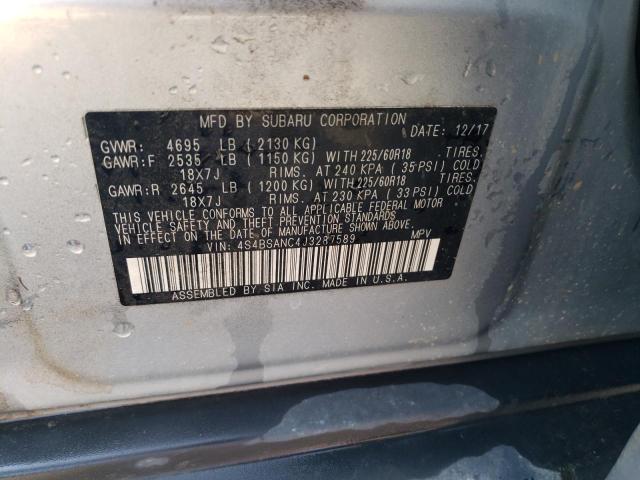 MFD BY SUBARU CORPORATION
DATE: 12/17
GVWR: 4695 LB ( 2130 KG)
GAWR:F 2535 LB ( 1150 KG) WITH 225/60R18 TIRES,
18X7J RIMS. AT 240 KPA ( 35 PSI) COLD
GAWR:R 2645 LB ( 1200 KG) WITH 225/60R18 TIRES,
18X7J RIMS. AT 230 KPA ( 33 PSI) COLD
THIS VEHICLE CONFORMS TO ALL APPLICABLE FEDERAL MOTOR
VEHICLE SAFETY AND THEFT PREVENTION STANDARDS
IN EFFECT ON THE DATE OF MANUFACTURE SHOWN ABOVE.
VIN: 4S4BSANC4J3287589 MPV
ASSEMBLED BY SIA INC. MADE IN U.S.A.